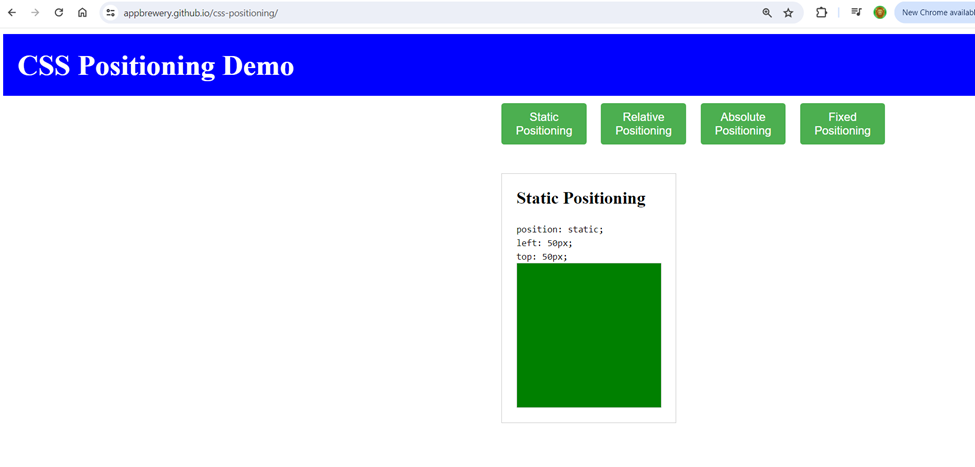 appbrewery.github.io/css-positioning/
New Chrome availabl
CSS Positioning Demo
Static
Positioning
Relative
Positioning
Absolute
Positioning
Fixed
Positioning
Static Positioning
position: static;
left: 50px;
top: 50px;